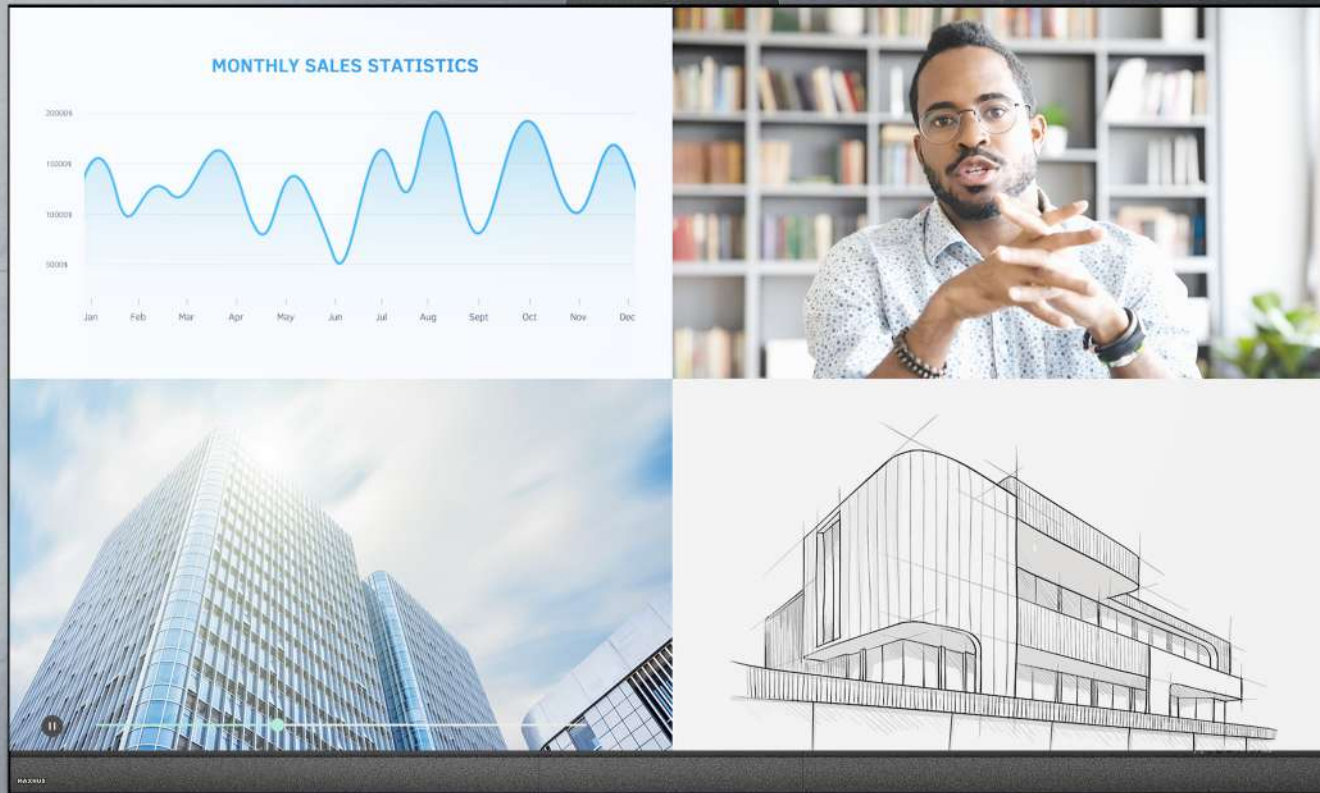 MONTHLY SALES STATISTICS
20000$
15000$
10000$
5000$
Jan Feb Mar Apr May Jun Jul Aug Sept Oct Nov Dec
MAXHUB